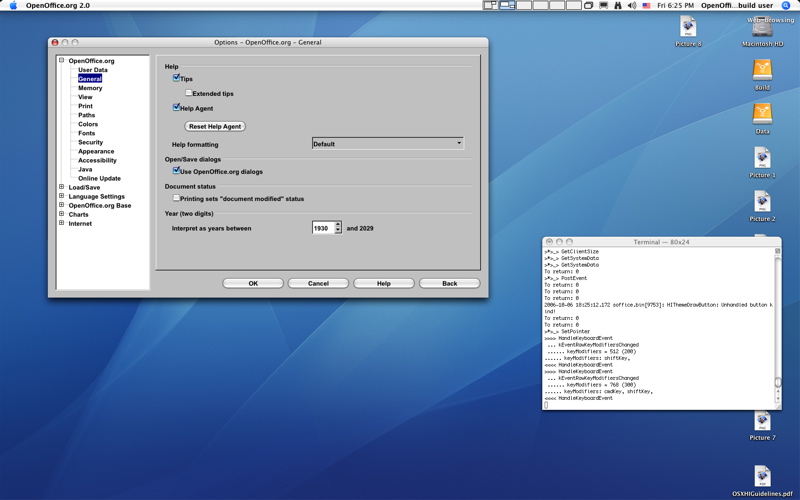 OpenOffice.org 2.0
Fri 6:25 PM
OpenOffi...build user
Options – OpenOffice.org – General
OpenOffice.org
User Data
General
Memory
View
Print
Paths
Colors
Fonts
Security
Appearance
Accessibility
Java
Online Update
Load/Save
Language Settings
OpenOffice.org Base
Charts
Internet
Help
Tips
Extended tips
Help Agent
Reset Help Agent
Help formatting
Default
Open/Save dialogs
Use OpenOffice.org dialogs
Document status
Printing sets "document modified" status
Year (two digits)
Interpret as years between
1930
and 2029
OK
Cancel
Help
Back
Web-Browsing
Picture 8
Macintosh HD
Build
Data
Picture 1
Picture 2
Terminal — 80x24
>*>_> GetClientSize
>*>_> GetSystemData
>*>_> GetSystemData
To return: 0
>*>_> PostEvent
To return: 0
To return: 0
To return: 0
2006-10-06 18:25:12.172 soffice.bin[9753]: HIThemeDrawButton: Unhandled button k
ind!
To return: 0
To return: 0
>*>_> SetPointer
>>>> HandleKeyboardEvent
... kEventRawKeyModifiersChanged
...... keyModifiers = 512 (200)
...... keyModifiers: shiftKey,
<<<< HandleKeyboardEvent
>>>> HandleKeyboardEvent
... kEventRawKeyModifiersChanged
...... keyModifiers = 768 (300)
...... keyModifiers: cmdKey, shiftKey,
<<<< HandleKeyboardEvent
Picture 7
OSXHIGuidelines.pdf